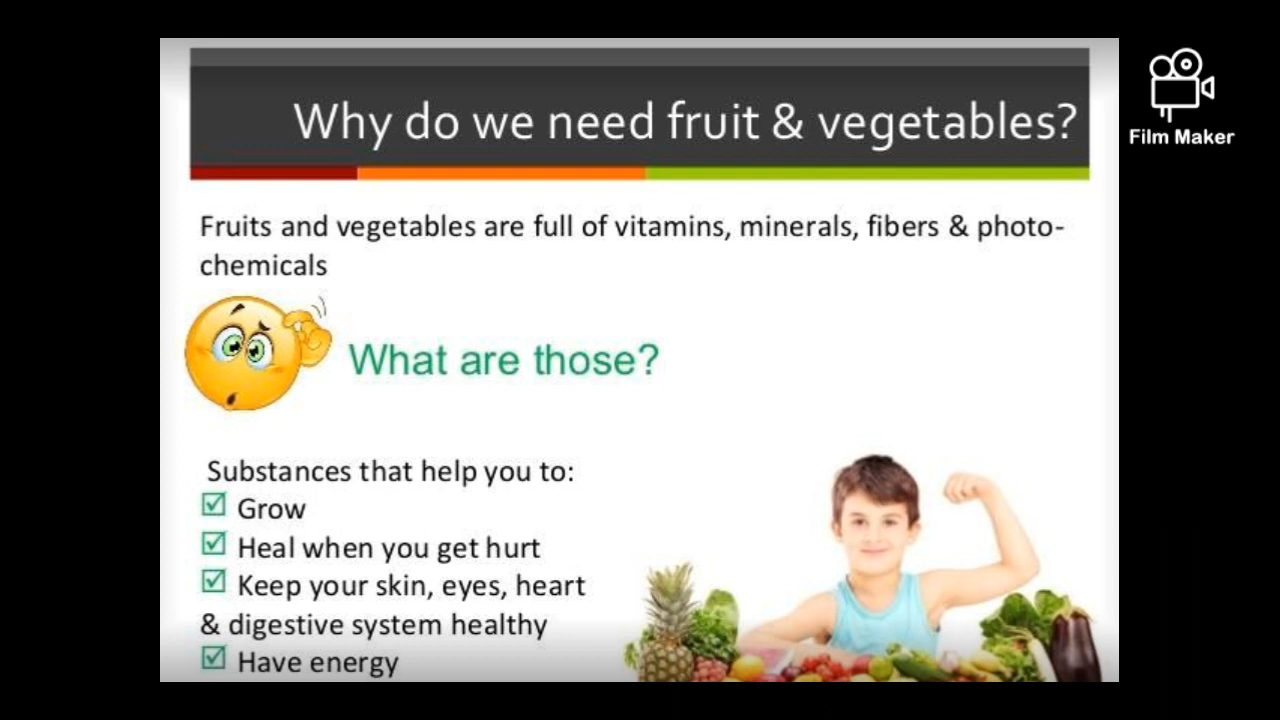 Why do we need fruit & vegetables?
Film Maker
Fruits and vegetables are full of vitamins, minerals, fibers & photo-
chemicals
What are those?
Substances that help you to:
Grow
Heal when you get hurt
Keep your skin, eyes, heart
& digestive system healthy
Have energy